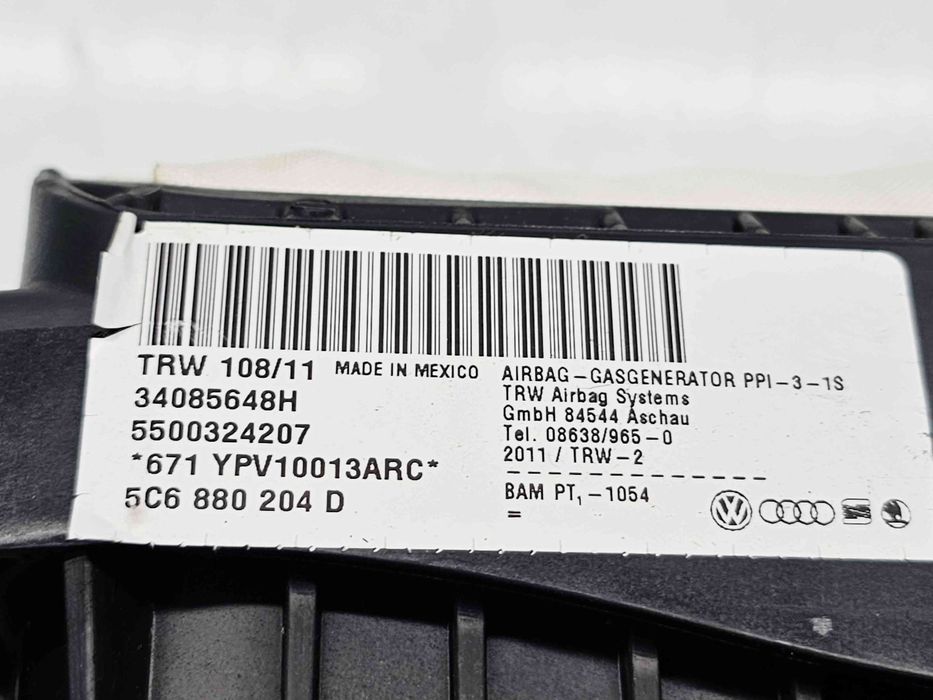 TRW 108/11 MADE IN MEXICO
34085648H
5500324207
*671 YPV10013ARC*
5C6 880 204 D
AIRBAG-GASGENERATOR PPI-3-1S
TRW Airbag Systems
GmbH 84544 Aschau
Tel. 08638/965-0
2011 / TRW-2
BAM PT₁-1054
=